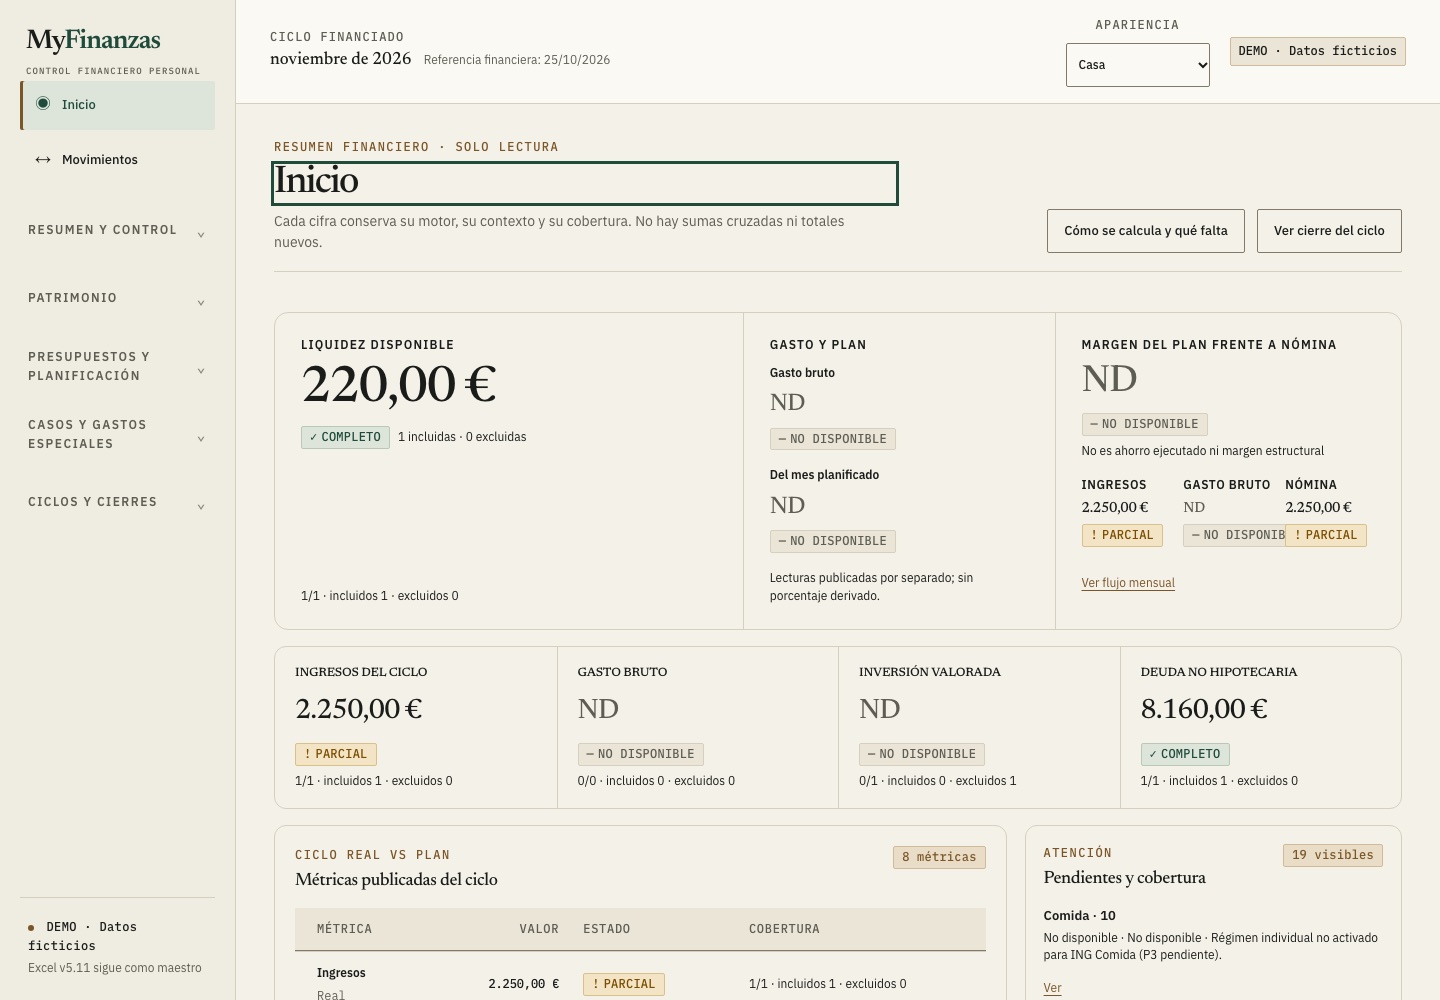 MyFinanzas
CONTROL FINANCIERO PERSONAL
Inicio
Movimientos
RESUMEN Y CONTROL
PATRIMONIO
PRESUPUESTOS Y
PLANIFICACIÓN
CASOS Y GASTOS
ESPECIALES
CICLOS Y CIERRES
DEMO · Datos
ficticios
Excel v5.11 sigue como maestro
CICLO FINANCIADO
noviembre de 2026 Referencia financiera: 25/10/2026
APARIENCIA
Casa
DEMO · Datos ficticios
RESUMEN FINANCIERO · SOLO LECTURA
Inicio
Cada cifra conserva su motor, su contexto y su cobertura. No hay sumas cruzadas ni totales
nuevos.
Cómo se calcula y qué falta
Ver cierre del ciclo
LIQUIDEZ DISPONIBLE
220,00 €
✓ COMPLETO 1 incluidas · 0 excluidas
1/1 · incluidos 1 · excluidos 0
GASTO Y PLAN
Gasto bruto
ND
— NO DISPONIBLE
Del mes planificado
ND
— NO DISPONIBLE
Lecturas publicadas por separado; sin
porcentaje derivado.
MARGEN DEL PLAN FRENTE A NÓMINA
ND
— NO DISPONIBLE
No es ahorro ejecutado ni margen estructural
INGRESOS GASTO BRUTO NÓMINA
2.250,00 € ND 2.250,00 €
! PARCIAL — NO DISPONIB ! PARCIAL
Ver flujo mensual
INGRESOS DEL CICLO
2.250,00 €
! PARCIAL
1/1 · incluidos 1 · excluidos 0
GASTO BRUTO
ND
— NO DISPONIBLE
0/0 · incluidos 0 · excluidos 0
INVERSIÓN VALORADA
ND
— NO DISPONIBLE
0/1 · incluidos 0 · excluidos 1
DEUDA NO HIPOTECARIA
8.160,00 €
✓ COMPLETO
1/1 · incluidos 1 · excluidos 0
CICLO REAL VS PLAN
8 métricas
Métricas publicadas del ciclo
MÉTRICA VALOR ESTADO COBERTURA
Ingresos
Real
2.250,00 € ! PARCIAL 1/1 · incluidos 1 · excluidos 0
ATENCIÓN
19 visibles
Pendientes y cobertura
Comida · 10
No disponible · No disponible · Régimen individual no activado
para ING Comida (P3 pendiente).
Ver